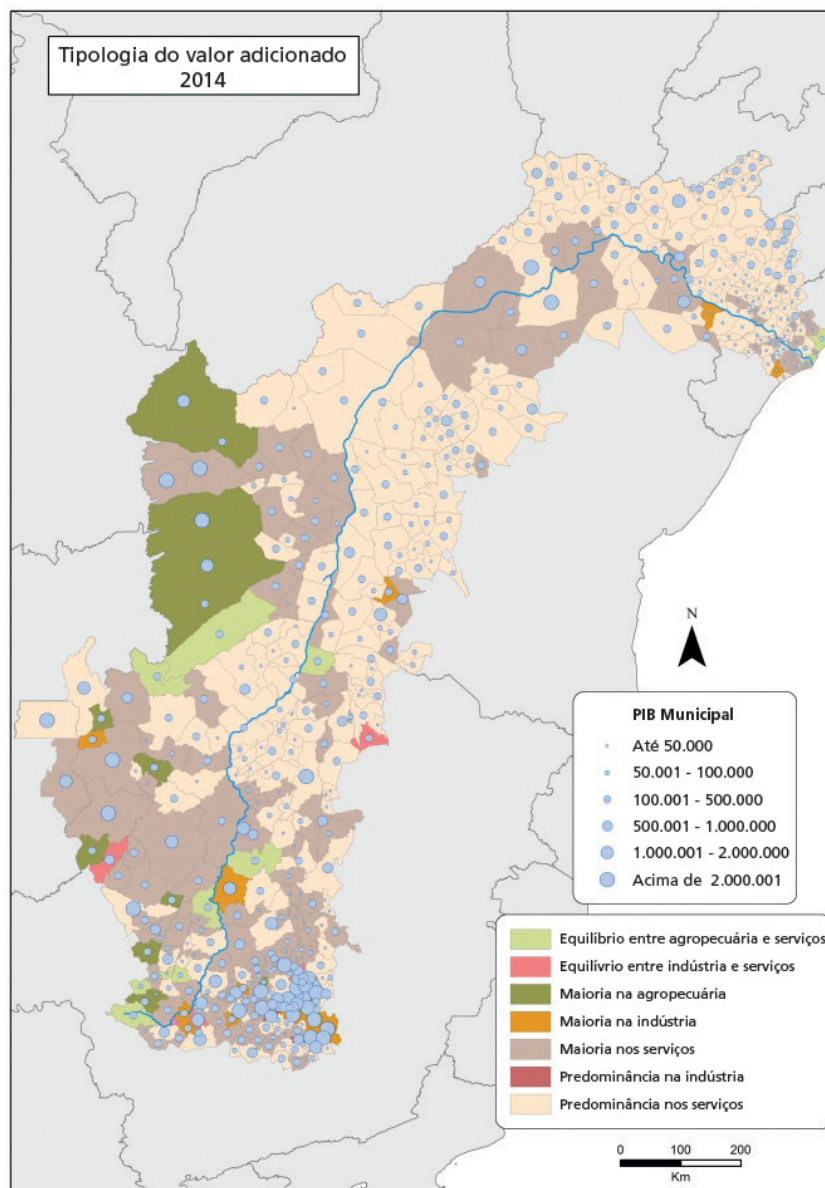 Tipologia do valor adicionado
2014
N
PIB Municipal
Até 50.000
50.001 - 100.000
100.001 - 500.000
500.001 - 1.000.000
1.000.001 - 2.000.000
Acima de 2.000.001
Equilíbrio entre agropecuária e serviços
Equilívrio entre indústria e serviços
Maioria na agropecuária
Maioria na indústria
Maioria nos serviços
Predominância na indústria
Predominância nos serviços
0 100 200
Km